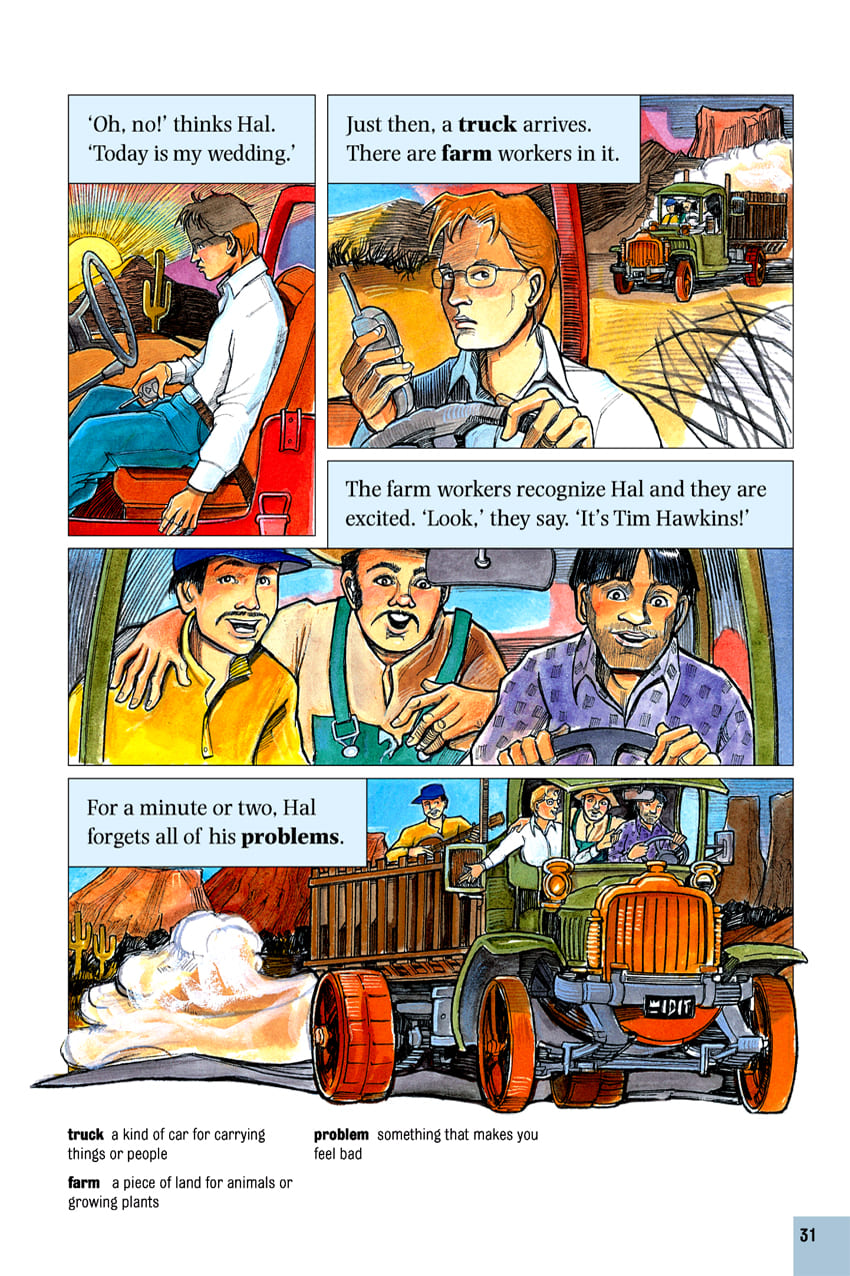 ‘Oh, no!’ thinks Hal.
‘Today is my wedding.’
Just then, a truck arrives.
There are farm workers in it.
The farm workers recognize Hal and they are
excited. ‘Look,’ they say. ‘It’s Tim Hawkins!’
For a minute or two, Hal
forgets all of his problems.
truck a kind of car for carrying
things or people
farm a piece of land for animals or
growing plants
problem something that makes you
feel bad
31